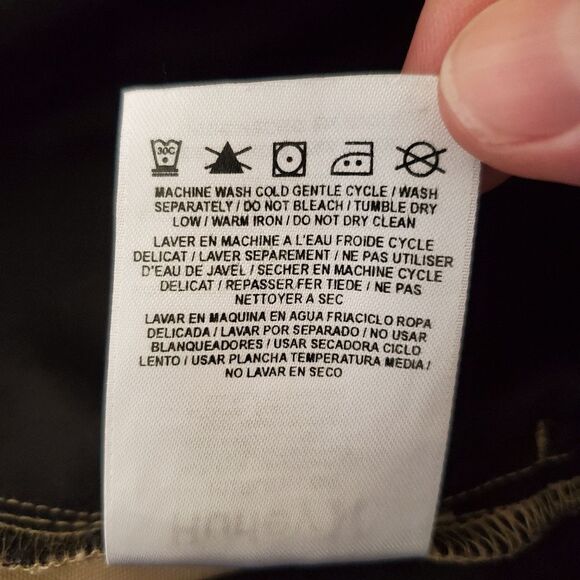 30C
MACHINE WASH COLD GENTLE CYCLE / WASH
SEPARATELY / DO NOT BLEACH / TUMBLE DRY
LOW / WARM IRON / DO NOT DRY CLEAN
LAVER EN MACHINE A L'EAU FROIDE CYCLE
DELICAT / LAVER SEPAREMENT / NE PAS UTILISER
D'EAU DE JAVEL / SECHER EN MACHINE CYCLE
DELICAT / REPASSER FER TIEDE / NE PAS
NETTOYER A SEC
LAVAR EN MAQUINA EN AGUA FRIACICLO ROPA
DELICADA / LAVAR POR SEPARADO / NO USAR
BLANQUEADORES / USAR SECADORA CICLO
LENTO / USAR PLANCHA TEMPERATURA MEDIA /
NO LAVAR EN SECO